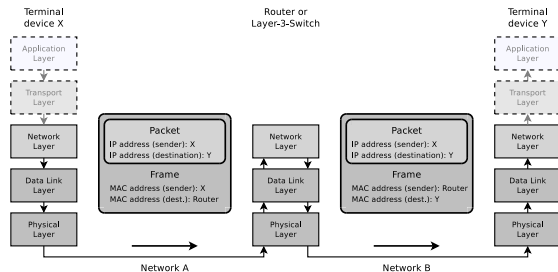 Terminal
device X
Router or
Layer-3-Switch
Terminal
device Y
Application
Layer
Transport
Layer
Network
Layer
Data Link
Layer
Physical
Layer
Packet
IP address (sender): X
IP address (destination): Y
Frame
MAC address (sender): X
MAC address (dest.): Router
Network
Layer
Data Link
Layer
Physical
Layer
Packet
IP address (sender): X
IP address (destination): Y
Frame
MAC address (sender): Router
MAC address (dest.): Y
Application
Layer
Transport
Layer
Network
Layer
Data Link
Layer
Physical
Layer
Network A
Network B